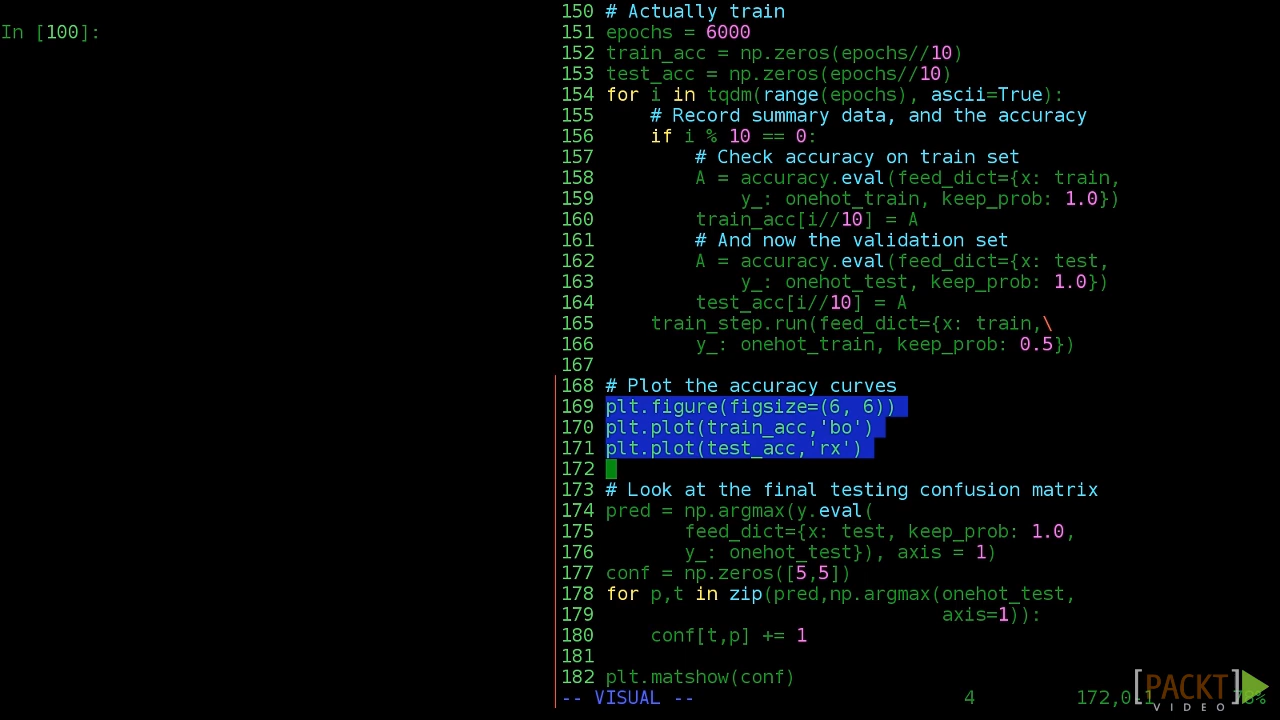 In [100]:
150 # Actually train
151 epochs = 6000
152 train_acc = np.zeros(epochs//10)
153 test_acc = np.zeros(epochs//10)
154 for i in tqdm(range(epochs), ascii=True):
155     # Record summary data, and the accuracy
156     if i % 10 == 0:
157         # Check accuracy on train set
158         A = accuracy.eval(feed_dict={x: train,
159             y_: onehot_train, keep_prob: 1.0})
160         train_acc[i//10] = A
161         # And now the validation set
162         A = accuracy.eval(feed_dict={x: test,
163             y_: onehot_test, keep_prob: 1.0})
164         test_acc[i//10] = A
165     train_step.run(feed_dict={x: train,\
166         y_: onehot_train, keep_prob: 0.5})
167
168 # Plot the accuracy curves
169 plt.figure(figsize=(6, 6))
170 plt.plot(train_acc,'bo')
171 plt.plot(test_acc,'rx')
172
173 # Look at the final testing confusion matrix
174 pred = np.argmax(y.eval(
175        feed_dict={x: test, keep_prob: 1.0,
176        y_: onehot_test}), axis = 1)
177 conf = np.zeros([5,5])
178 for p,t in zip(pred,np.argmax(onehot_test,
179                               axis=1)):
180     conf[t,p] += 1
181
182 plt.matshow(conf)
-- VISUAL -- 4
[PACKT]
VIDEO